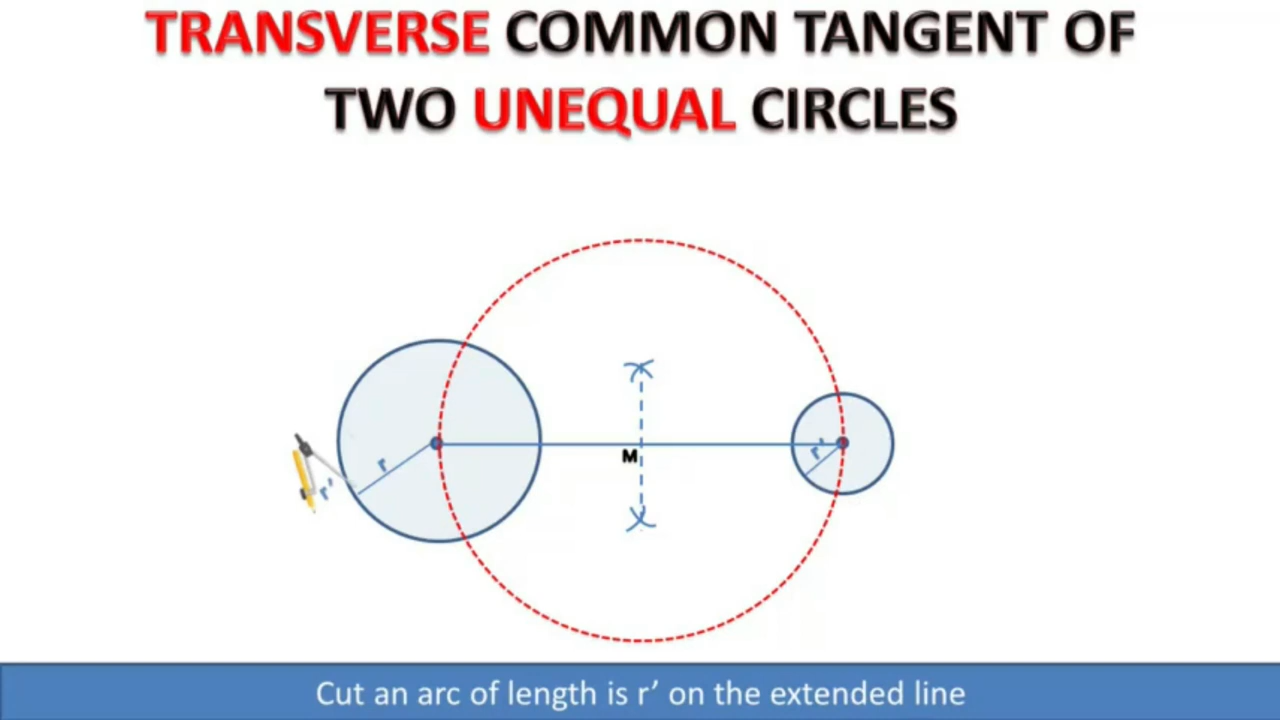 TRANSVERSE COMMON TANGENT OF
TWO UNEQUAL CIRCLES
r
r'
r'
M
Cut an arc of length is r’ on the extended line